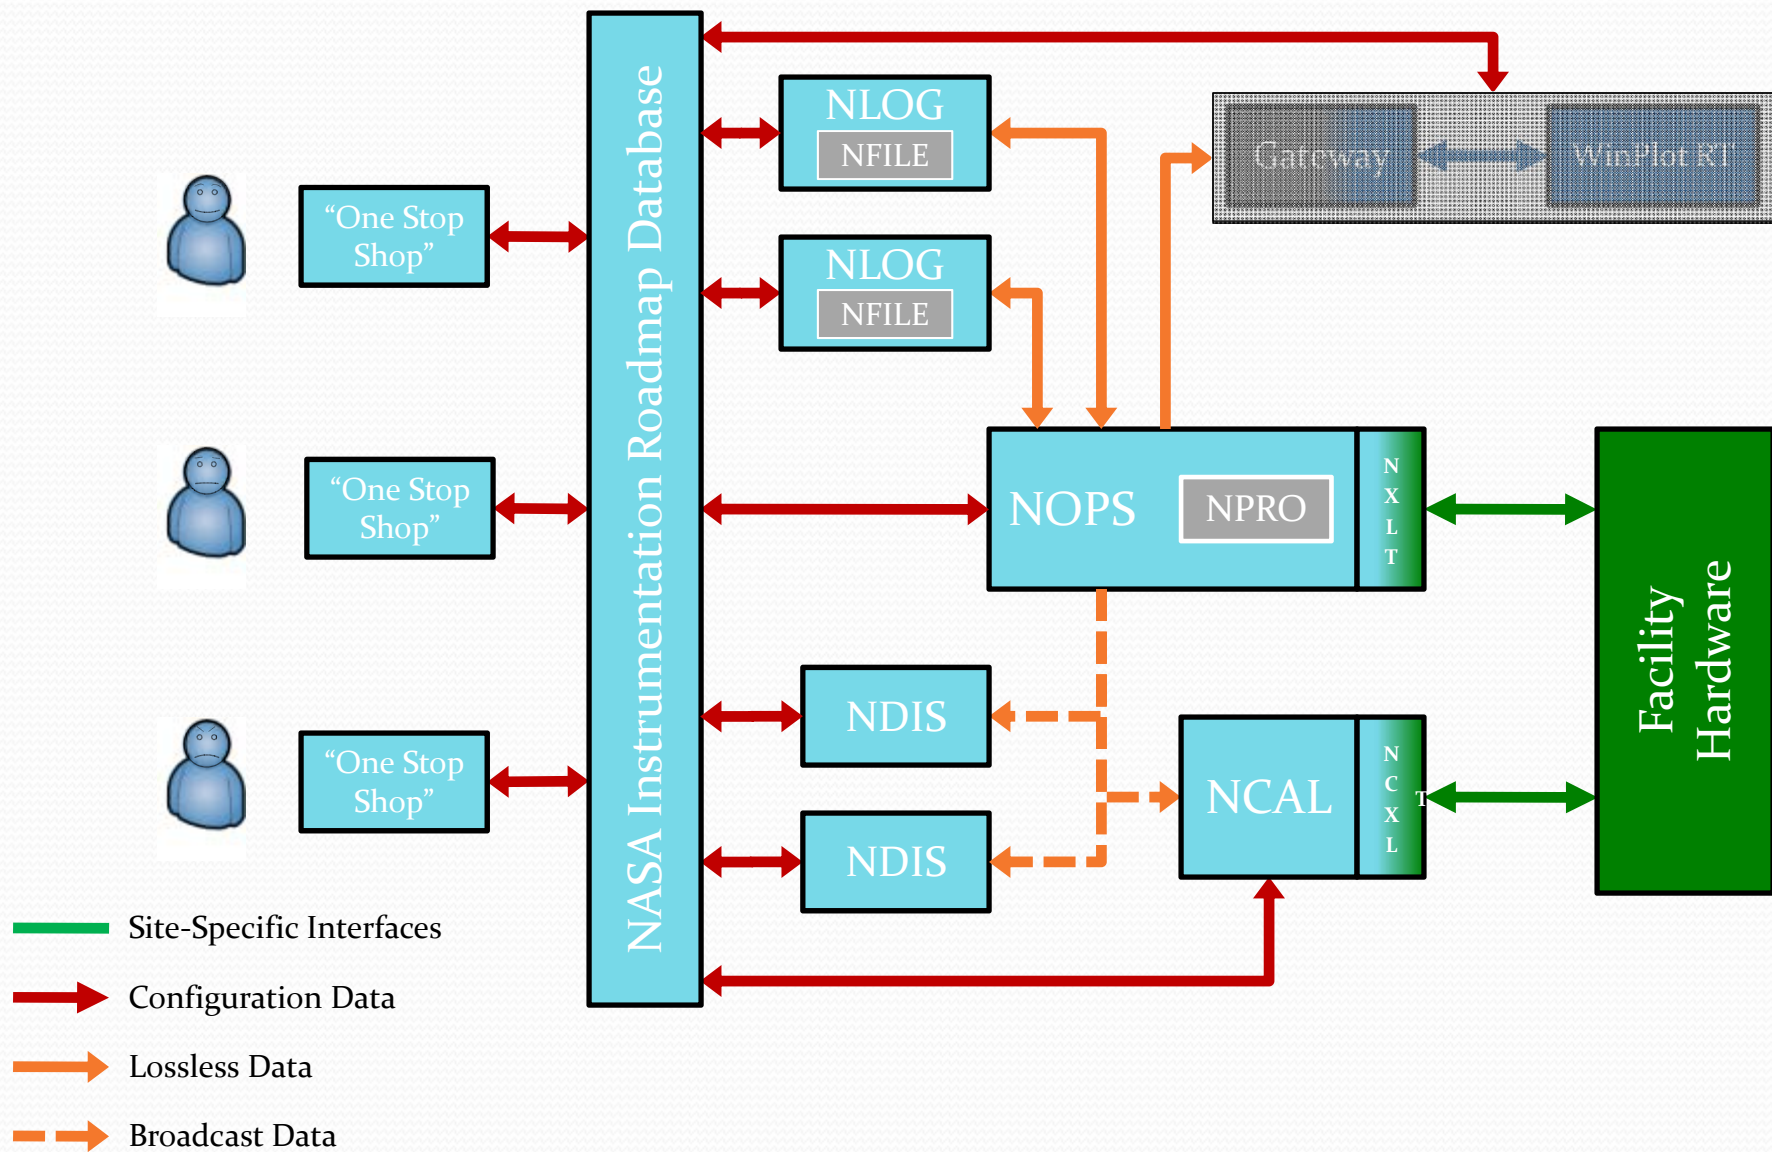 NASA Instrumentation Roadmap Database
NLOG
NFILE
Gateway
WinPlot RT
“One Stop
Shop”
NLOG
NFILE
“One Stop
Shop”
NOPS
NPRO
N
X
L
T
Facility
Hardware
“One Stop
Shop”
NDIS
NCAL
N
C
X
L
T
NDIS
Site-Specific Interfaces
Configuration Data
Lossless Data
Broadcast Data